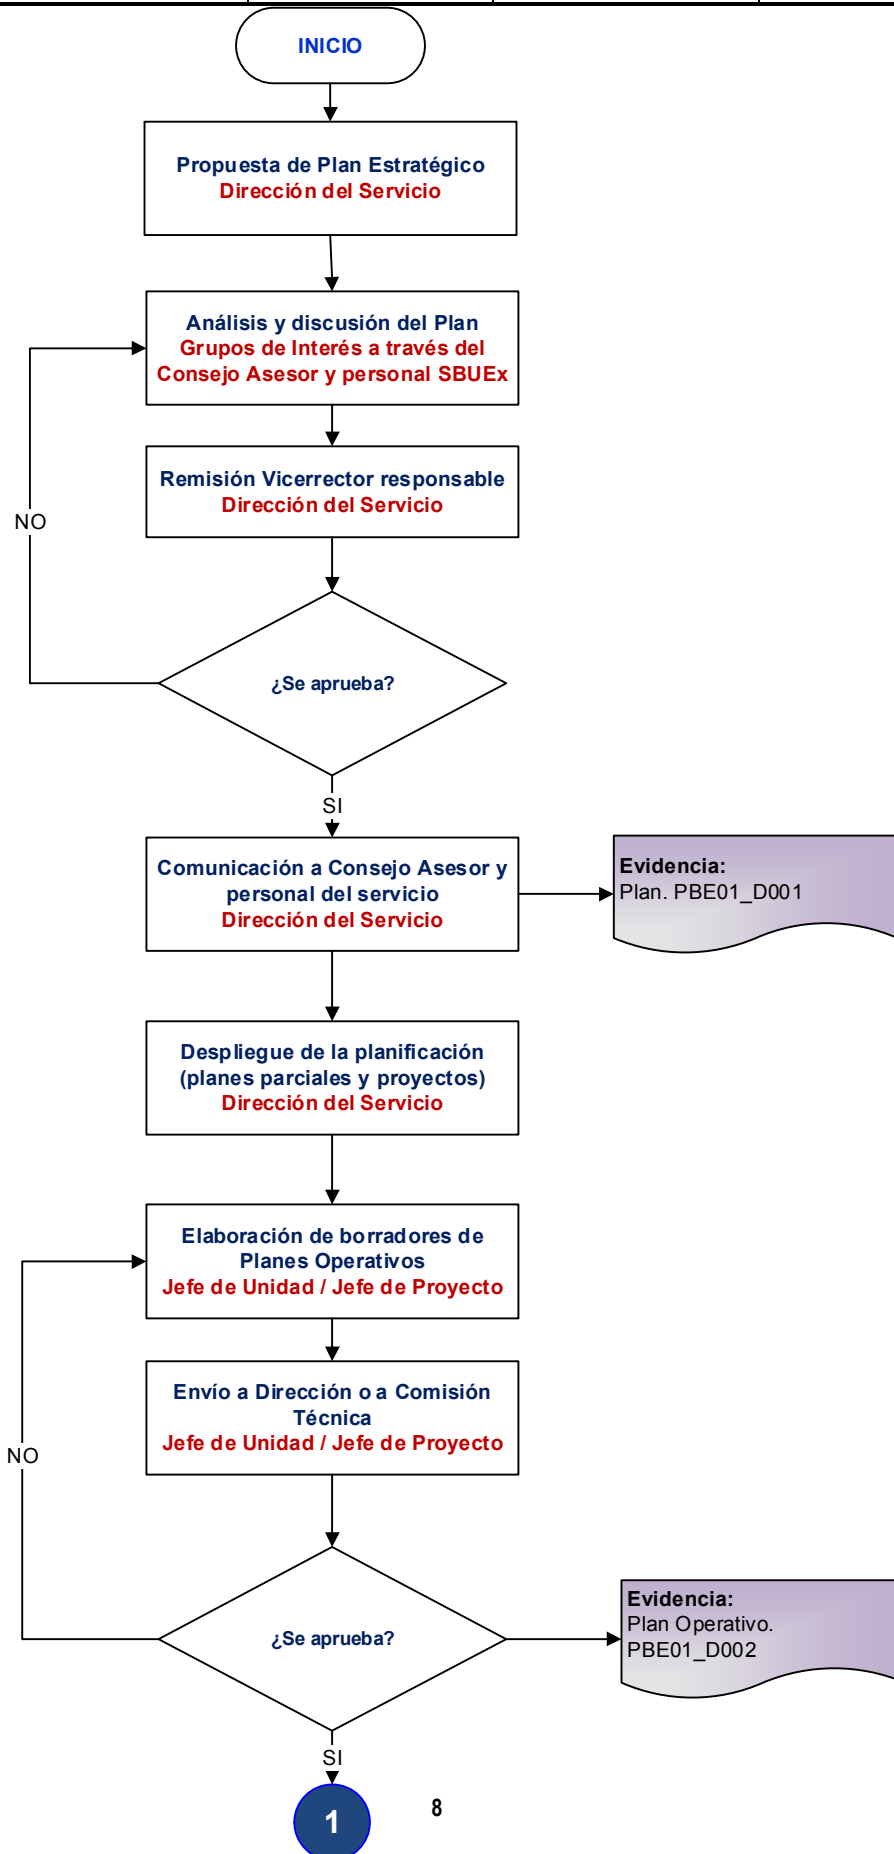 INICIO
Propuesta de Plan Estratégico
Dirección del Servicio
Análisis y discusión del Plan
Grupos de Interés a través del
Consejo Asesor y personal SBUEx
Remisión Vicerrector responsable
Dirección del Servicio
NO
¿Se aprueba?
SI
Comunicación a Consejo Asesor y
personal del servicio
Dirección del Servicio
Evidencia:
Plan. PBE01_D001
Despliegue de la planificación
(planes parciales y proyectos)
Dirección del Servicio
Elaboración de borradores de
Planes Operativos
Jefe de Unidad / Jefe de Proyecto
Envío a Dirección o a Comisión
Técnica
Jefe de Unidad / Jefe de Proyecto
NO
¿Se aprueba?
Evidencia:
Plan Operativo.
PBE01_D002
SI
1
8